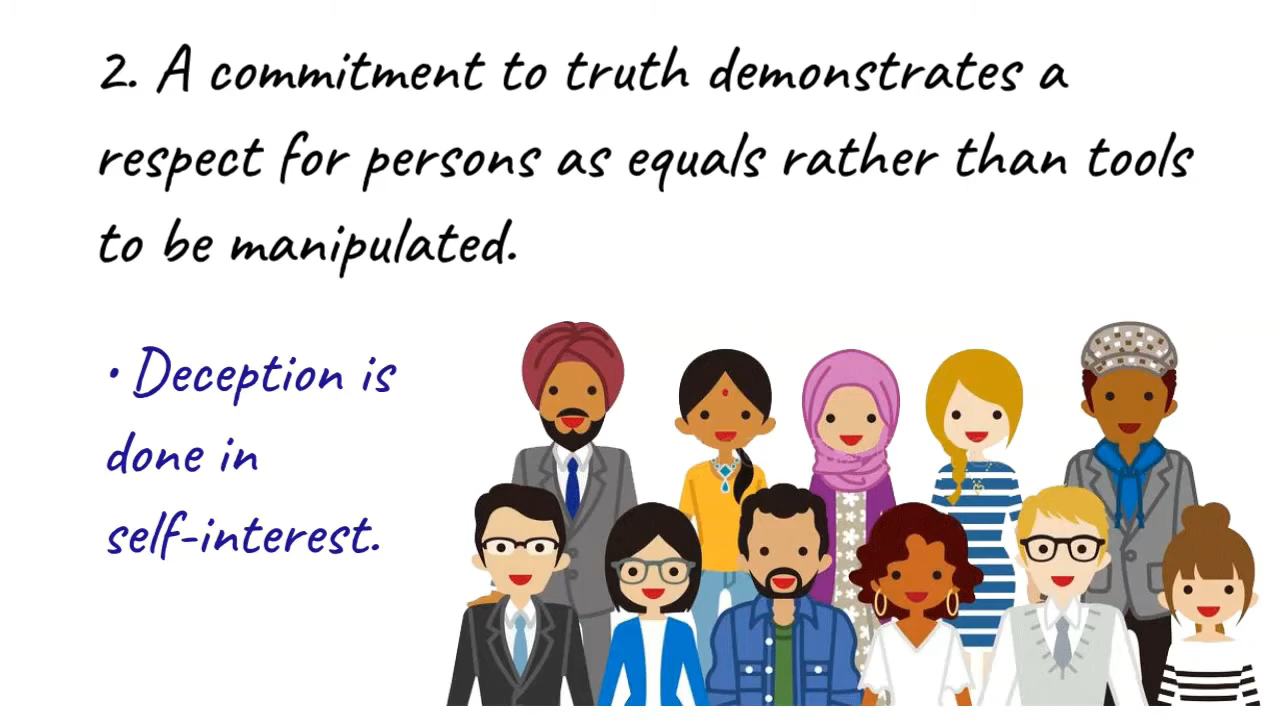 2. A commitment to truth demonstrates a
respect for persons as equals rather than tools
to be manipulated.
• Deception is
done in
self-interest.